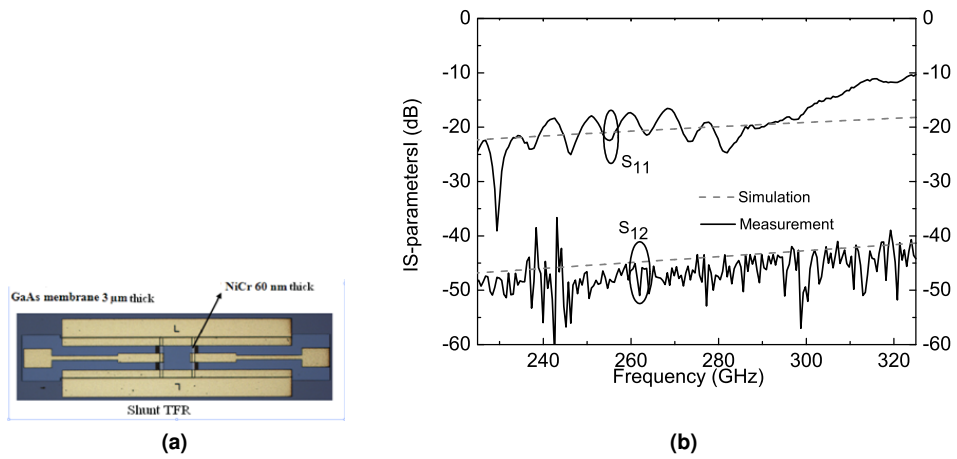 NiCr 60 nm thick
GaAs membrane 3 µm thick
Shunt TFR
(a)
0
-10
-20
-30
-40
-50
-60
0
-10
-20
-30
-40
-50
-60
IS-parametersI (dB)
S11
Simulation
Measurement
S12
240 260 280 300 320
Frequency (GHz)
(b)